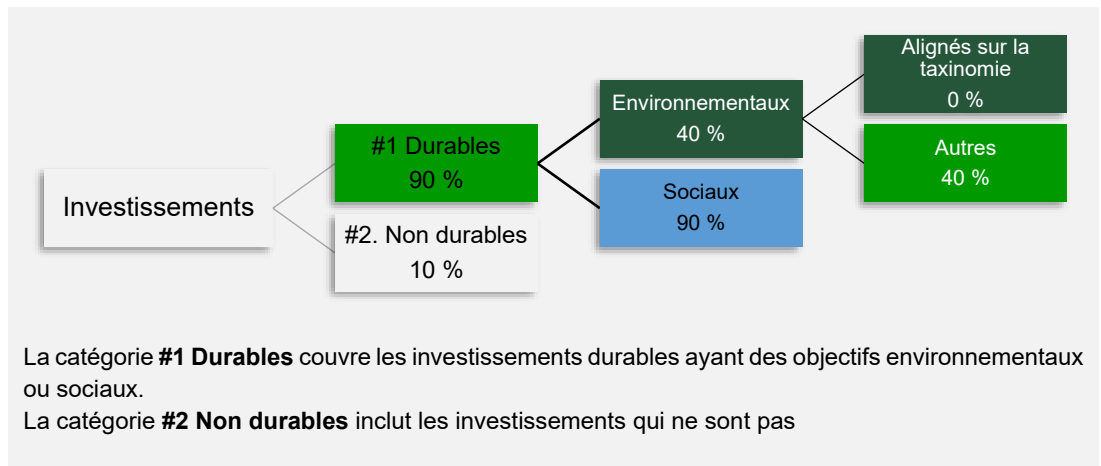 Investissements
#1 Durables
90 %
#2. Non durables
10 %
Environnementaux
40 %
Sociaux
90 %
Alignés sur la
taxinomie
0 %
Autres
40 %
La catégorie #1 Durables couvre les investissements durables ayant des objectifs environnementaux
ou sociaux.
La catégorie #2 Non durables inclut les investissements qui ne sont pas